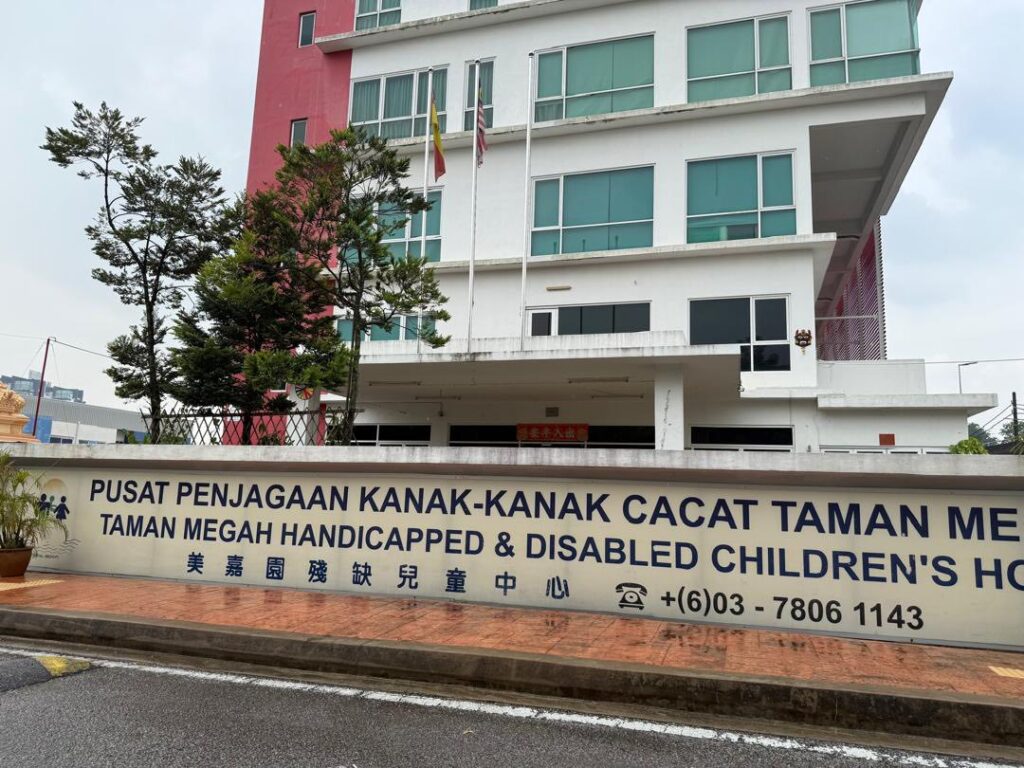 PUSAT PENJAGAAN KANAK-KANAK CACAT TAMAN ME
TAMAN MEGAH HANDICAPPED & DISABLED CHILDREN'S HO
美嘉園殘缺兒童中心
+(6)03 - 7806 1143